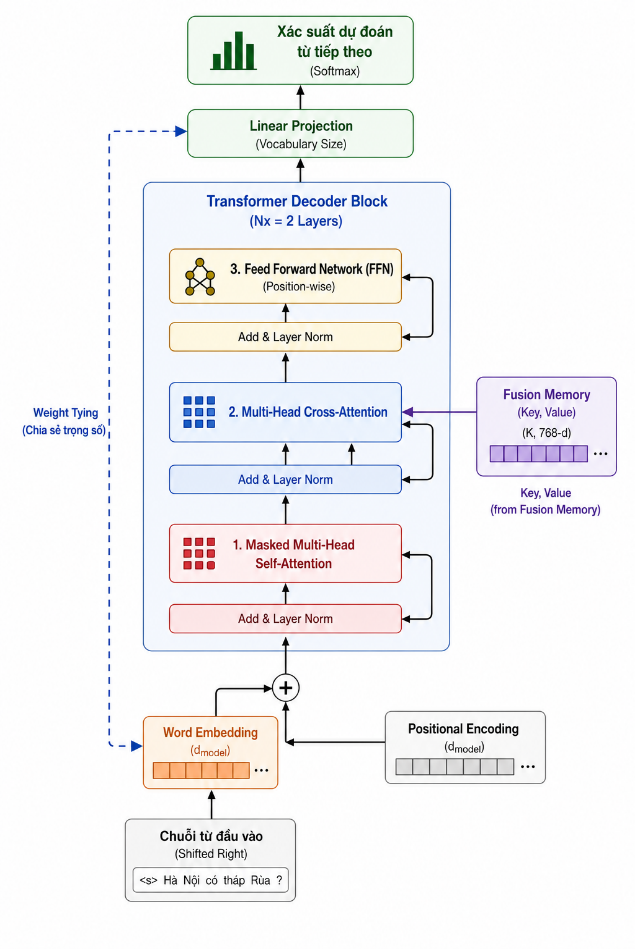 Xác suất dự đoán
từ tiếp theo
(Softmax)
Linear Projection
(Vocabulary Size)
Transformer Decoder Block
(Nx = 2 Layers)
3. Feed Forward Network (FFN)
(Position-wise)
Add & Layer Norm
2. Multi-Head Cross-Attention
Add & Layer Norm
1. Masked Multi-Head
Self-Attention
Add & Layer Norm
Fusion Memory
(Key, Value)
(K, 768-d)
...
Key, Value
(from Fusion Memory)
Weight Tying
(Chia sẻ trọng số)
+
Word Embedding
(dmodel)
...
Positional Encoding
(dmodel)
...
Chuỗi từ đầu vào
(Shifted Right)
<s> Hà Nội có tháp Rùa ?